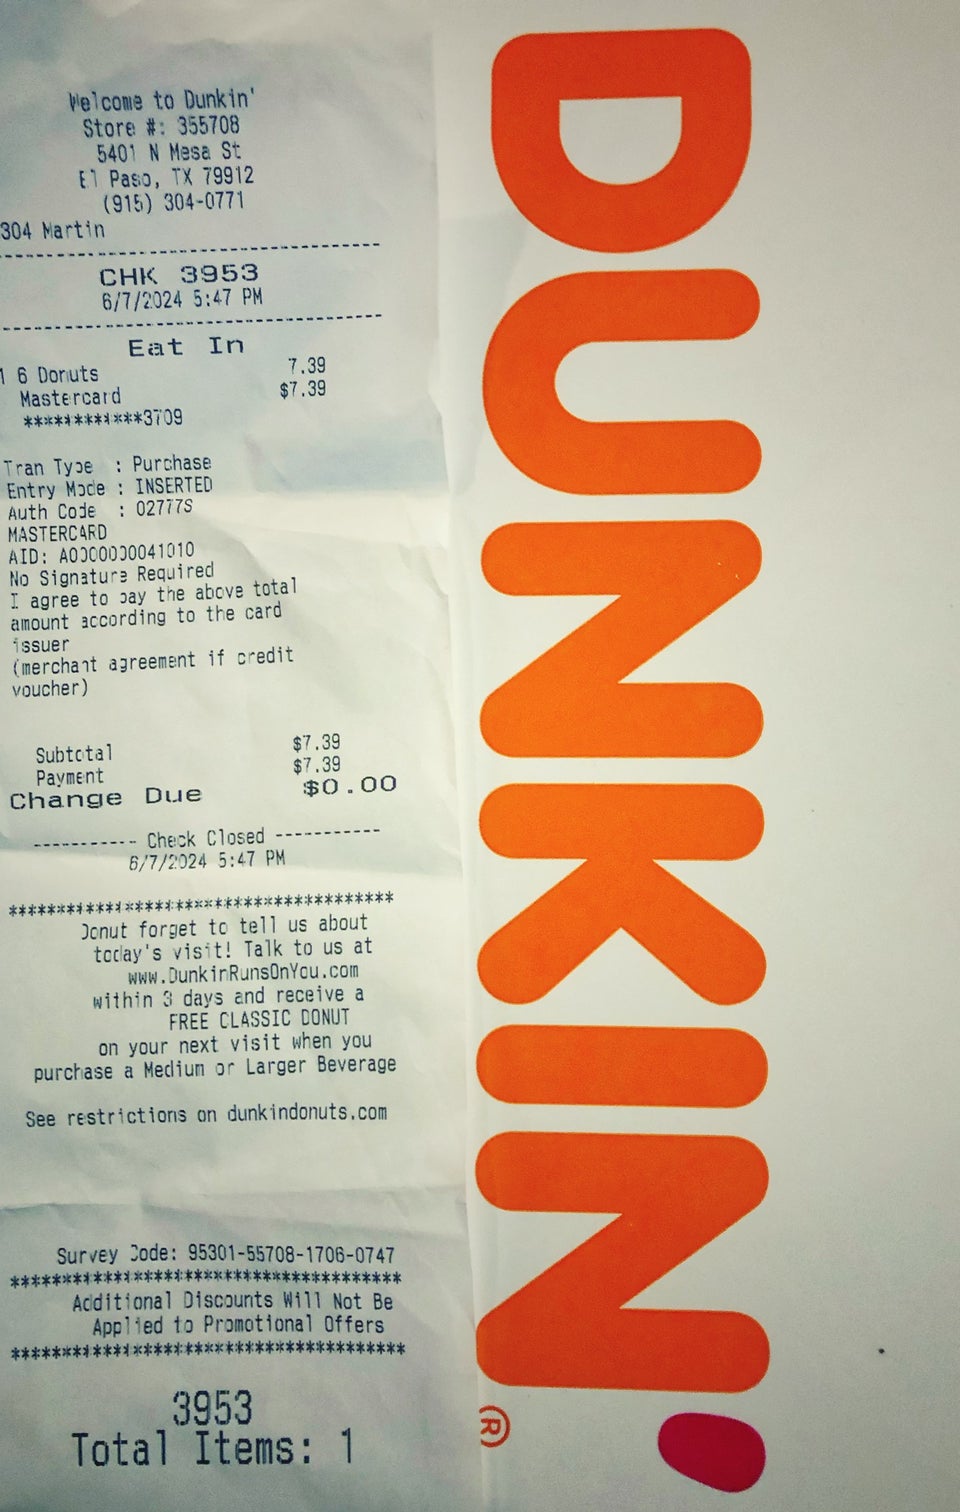 Welcome to Dunkin'
Store #: 355708
5401 N Mesa St
El Paso, TX 79912
(915) 304-0771
304 Martin
----------------------------------------
CHK 3953
6/7/2024 5:47 PM
----------------------------------------
Eat In
1 6 Donuts 7.39
Mastercard $7.39
************3709
Tran Type : Purchase
Entry Mode : INSERTED
Auth Code : 02777S
MASTERCARD
AID: A0000000041010
No Signature Required
I agree to pay the above total
amount according to the card
issuer
(merchant agreement if credit
voucher)
Subtotal $7.39
Payment $7.39
Change Due $0.00
----------- Check Closed -----------
6/7/2024 5:47 PM
****************************************
Donut forget to tell us about
today's visit! Talk to us at
www.DunkinRunsOnYou.com
within 3 days and receive a
FREE CLASSIC DONUT
on your next visit when you
purchase a Medium or Larger Beverage
See restrictions on dunkindonuts.com
Survey Code: 95301-55708-1706-0747
****************************************
Additional Discounts Will Not Be
Applied to Promotional Offers
****************************************
3953
Total Items: 1
DUNKIN'®